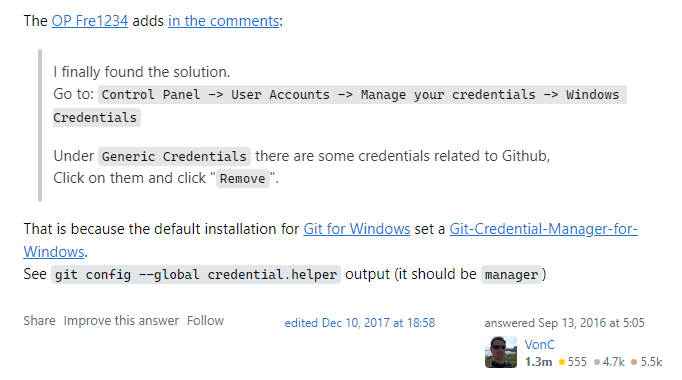 The OP Fre1234 adds in the comments:
I finally found the solution.
Go to: Control Panel -> User Accounts -> Manage your credentials -> Windows
Credentials
Under Generic Credentials there are some credentials related to Github,
Click on them and click "Remove".
That is because the default installation for Git for Windows set a Git-Credential-Manager-for-
Windows.
See git config --global credential.helper output (it should be manager)
Share Improve this answer Follow
edited Dec 10, 2017 at 18:58
answered Sep 13, 2016 at 5:05
VonC
1.3m 555 4.7k 5.5k